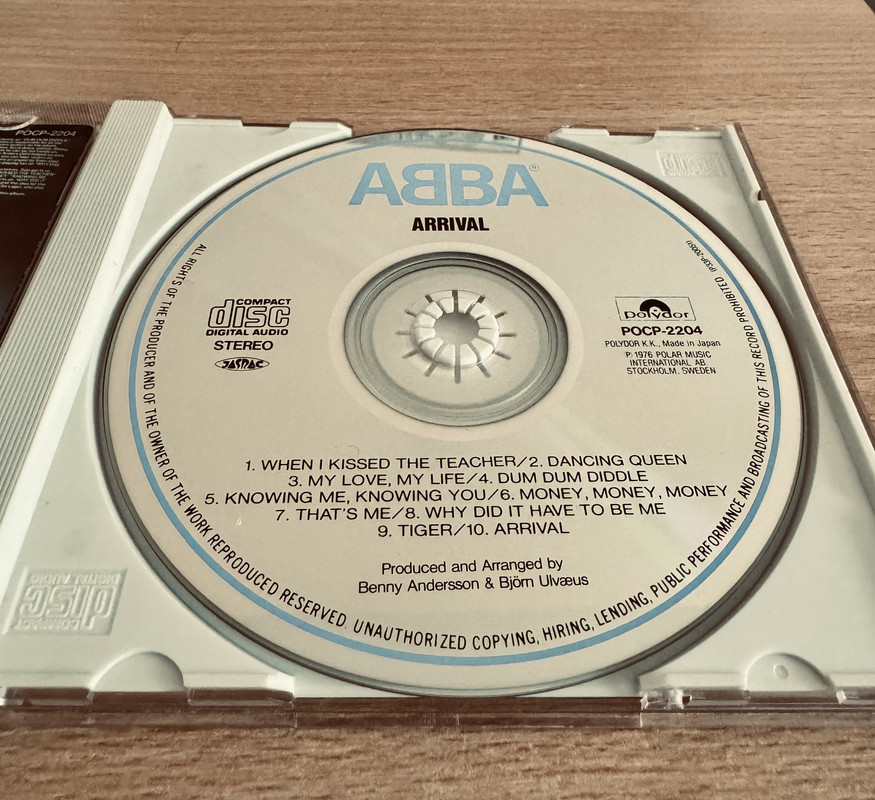 POCP-2204
ABBA®
ARRIVAL
COMPACT
disc
DIGITAL AUDIO
STEREO
JASRAC
Polydor
POCP-2204
POLYDOR K.K., Made in Japan
℗ 1976 POLAR MUSIC
INTERNATIONAL AB.
STOCKHOLM, SWEDEN
1. WHEN I KISSED THE TEACHER/2. DANCING QUEEN
3. MY LOVE, MY LIFE/4. DUM DUM DIDDLE
5. KNOWING ME, KNOWING YOU/6. MONEY, MONEY, MONEY
7. THAT'S ME/8. WHY DID IT HAVE TO BE ME
9. TIGER/10. ARRIVAL
Produced and Arranged by
Benny Andersson & Björn Ulvæus
ALL RIGHTS OF THE PRODUCER AND OF THE OWNER OF THE WORK REPRODUCED RESERVED. UNAUTHORIZED COPYING, HIRING, LENDING, PUBLIC PERFORMANCE AND BROADCASTING OF THIS RECORD PROHIBITED
COMPACT
disc
DIGITAL AUDIO
disc